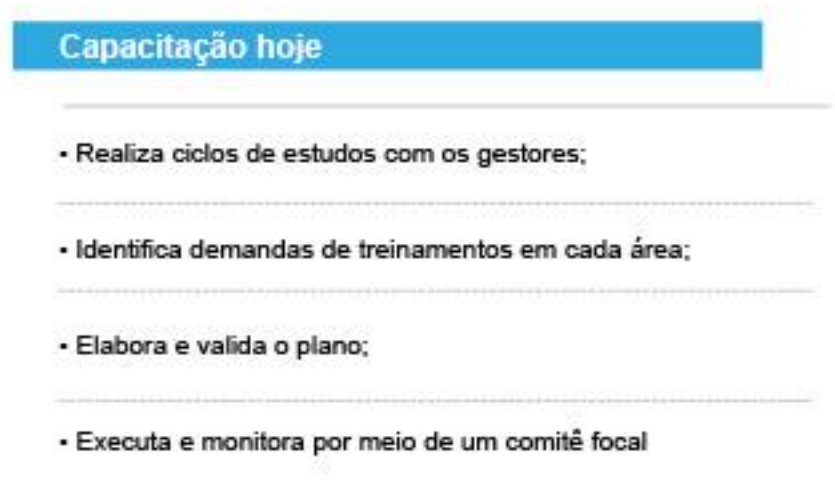 Capacitação hoje
▪ Realiza ciclos de estudos com os gestores;
▪ Identifica demandas de treinamentos em cada área;
▪ Elabora e valida o plano;
▪ Executa e monitora por meio de um comitê focal